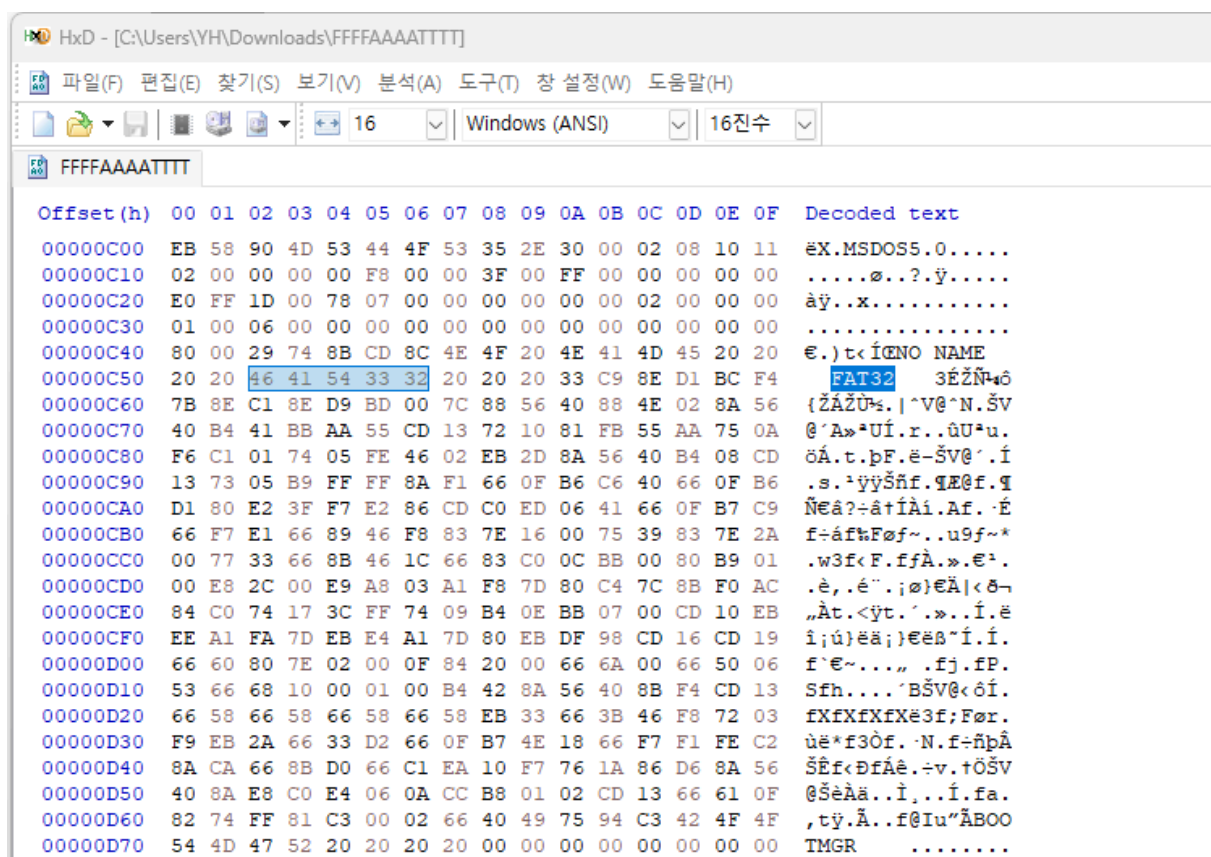 HxD - [C:\Users\YH\Downloads\FFFFAAAATTTT]
파일(F) 편집(E) 찾기(S) 보기(V) 분석(A) 도구(T) 창 설정(W) 도움말(H)
16 Windows (ANSI) 16진수
FFFFAAAATTTT
Offset(h) 00 01 02 03 04 05 06 07 08 09 0A 0B 0C 0D 0E 0F Decoded text
00000C00 EB 58 90 4D 53 44 4F 53 35 2E 30 00 02 08 10 11 ëX.MSDOS5.0.....
00000C10 02 00 00 00 00 F8 00 00 3F 00 FF 00 00 00 00 00 .....ø..?.ÿ.....
00000C20 E0 FF 1D 00 78 07 00 00 00 00 00 00 02 00 00 00 àÿ..x...........
00000C30 01 00 06 00 00 00 00 00 00 00 00 00 00 00 00 00 ................
00000C40 80 00 29 74 8B CD 8C 4E 4F 20 4E 41 4D 45 20 20 €.)t‹ÍŒNO NAME
00000C50 20 20 46 41 54 33 32 20 20 20 33 C9 8E D1 BC F4 FAT32   3ÉŽÑ¼ô
00000C60 7B 8E C1 8E D9 BD 00 7C 88 56 40 88 4E 02 8A 56 {ŽÁŽÙ½.|ˆV@ˆN.ŠV
00000C70 40 B4 41 BB AA 55 CD 13 72 10 81 FB 55 AA 75 0A @´A»ªUÍ.r..ûUªu.
00000C80 F6 C1 01 74 05 FE 46 02 EB 2D 8A 56 40 B4 08 CD öÁ.t.þF.ë-ŠV@´.Í
00000C90 13 73 05 B9 FF FF 8A F1 66 0F B6 C6 40 66 0F B6 .s.¹ÿÿŠñf.¶Æ@f.¶
00000CA0 D1 80 E2 3F F7 E2 86 CD C0 ED 06 41 66 0F B7 C9 Ñ€â?÷â†ÍÀí.Af.·É
00000CB0 66 F7 E1 66 89 46 F8 83 7E 16 00 75 39 83 7E 2A f÷áf‰Føƒ~..u9ƒ~*
00000CC0 00 77 33 66 8B 46 1C 66 83 C0 0C BB 00 80 B9 01 .w3f‹F.fƒÀ.».€¹.
00000CD0 00 E8 2C 00 E9 A8 03 A1 F8 7D 80 C4 7C 8B F0 AC .è,.é¨.¡ø}€Ä|‹ð¬
00000CE0 84 C0 74 17 3C FF 74 09 B4 0E BB 07 00 CD 10 EB „Àt.<ÿt.´.»..Í.ë
00000CF0 EE A1 FA 7D EB E4 A1 7D 80 EB DF 98 CD 16 CD 19 î¡ú}ëä¡}€ëß˜Í.Í.
00000D00 66 60 80 7E 02 00 0F 84 20 00 66 6A 00 66 50 06 f`€~...„ .fj.fP.
00000D10 53 66 68 10 00 01 00 B4 42 8A 56 40 8B F4 CD 13 Sfh....´BŠV@‹ôÍ.
00000D20 66 58 66 58 66 58 66 58 EB 33 66 3B 46 F8 72 03 fXfXfXfXë3f;Før.
00000D30 F9 EB 2A 66 33 D2 66 0F B7 4E 18 66 F7 F1 FE C2 ùë*f3Òf.·N.f÷ñþÂ
00000D40 8A CA 66 8B D0 66 C1 EA 10 F7 76 1A 86 D6 8A 56 ŠÊf‹ÐfÁê.÷v.†ÖŠV
00000D50 40 8A E8 C0 E4 06 0A CC B8 01 02 CD 13 66 61 0F @ŠèÀä..Ì¸..Í.fa.
00000D60 82 74 FF 81 C3 00 02 66 40 49 75 94 C3 42 4F 4F ‚tÿ.Ã..f@Iu”ÃBOO
00000D70 54 4D 47 52 20 20 20 20 00 00 00 00 00 00 00 00 TMGR    ........